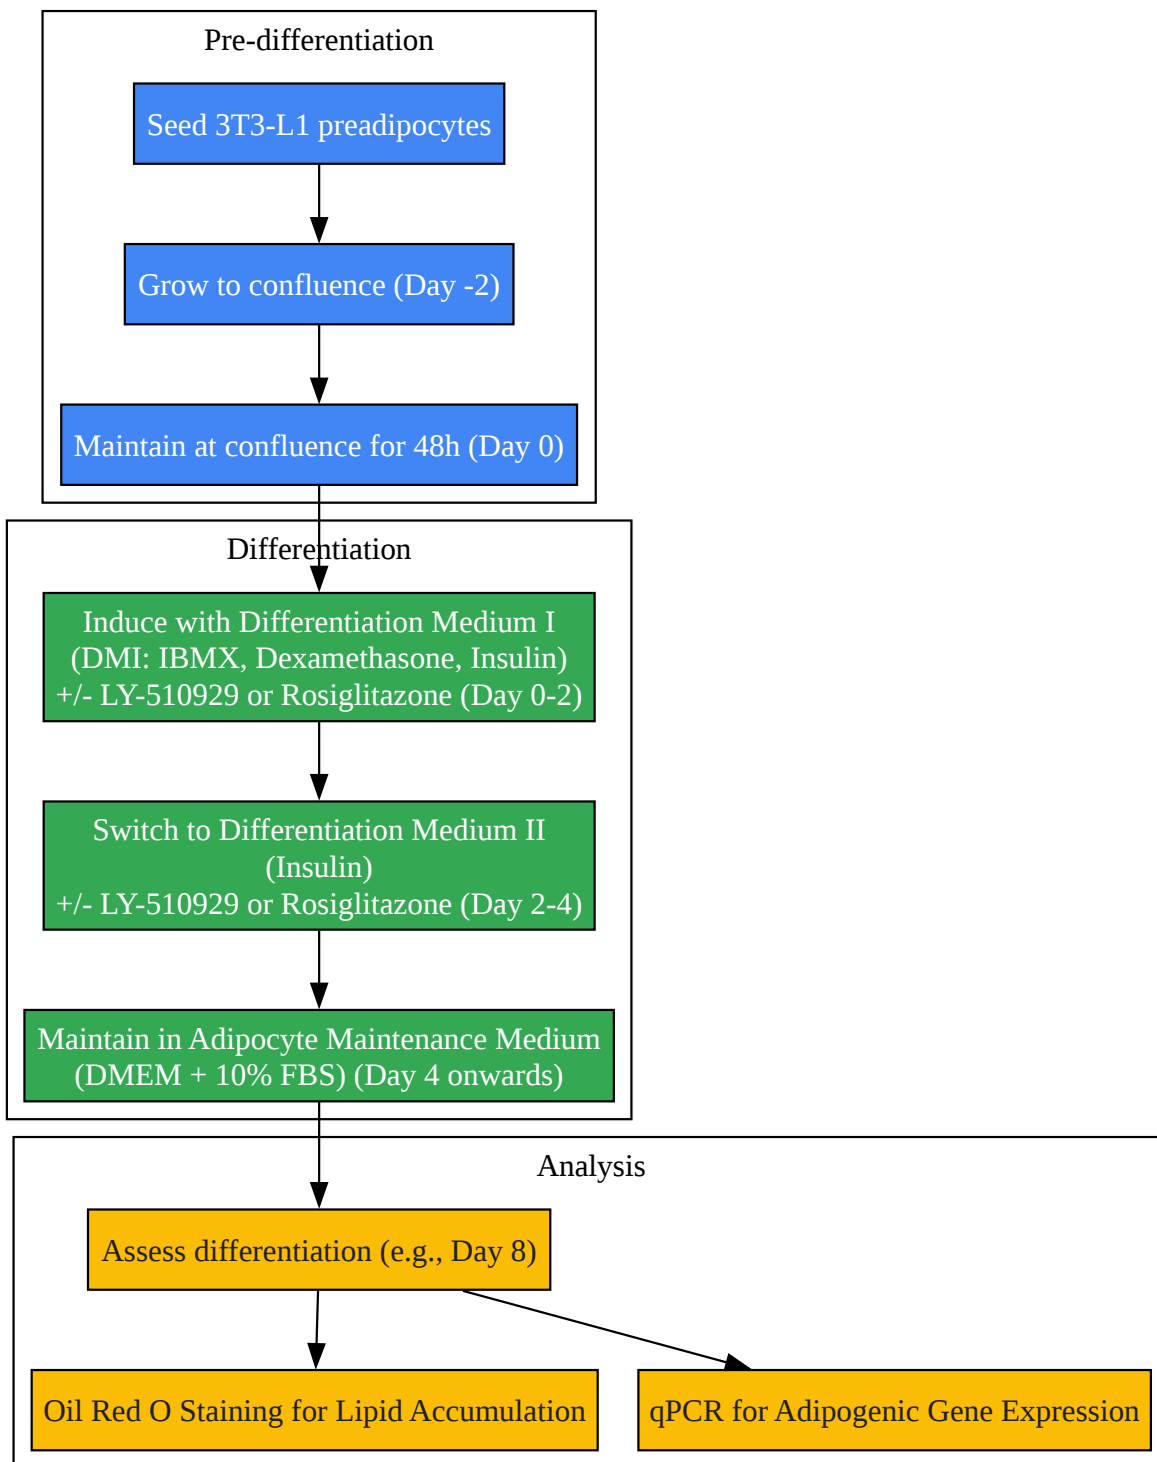 Pre-differentiation
Seed 3T3-L1 preadipocytes
Grow to confluence (Day -2)
Maintain at confluence for 48h (Day 0)
Differentiation
Induce with Differentiation Medium I
(DMI: IBMX, Dexamethasone, Insulin)
+/- LY-510929 or Rosiglitazone (Day 0-2)
Switch to Differentiation Medium II
(Insulin)
+/- LY-510929 or Rosiglitazone (Day 2-4)
Maintain in Adipocyte Maintenance Medium
(DMEM + 10% FBS) (Day 4 onwards)
Analysis
Assess differentiation (e.g., Day 8)
Oil Red O Staining for Lipid Accumulation
qPCR for Adipogenic Gene Expression